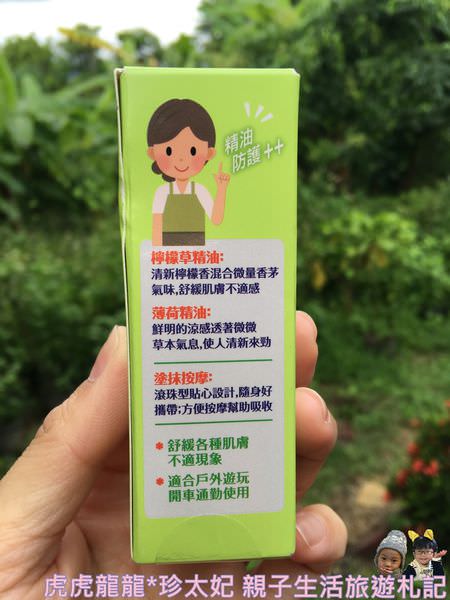 精油
防護++
檸檬草精油:
清新檸檬香混合微量香茅
氣味,舒緩肌膚不適感
薄荷精油:
鮮明的涼感透著微微
草本氣息,使人清新來勁
塗抹按摩:
滾珠型貼心設計,隨身好
攜帶;方便按摩幫助吸收
*舒緩各種肌膚
不適現象
*適合戶外遊玩
開車通勤使用
虎虎龍龍*珍太妃 親子生活旅遊札記